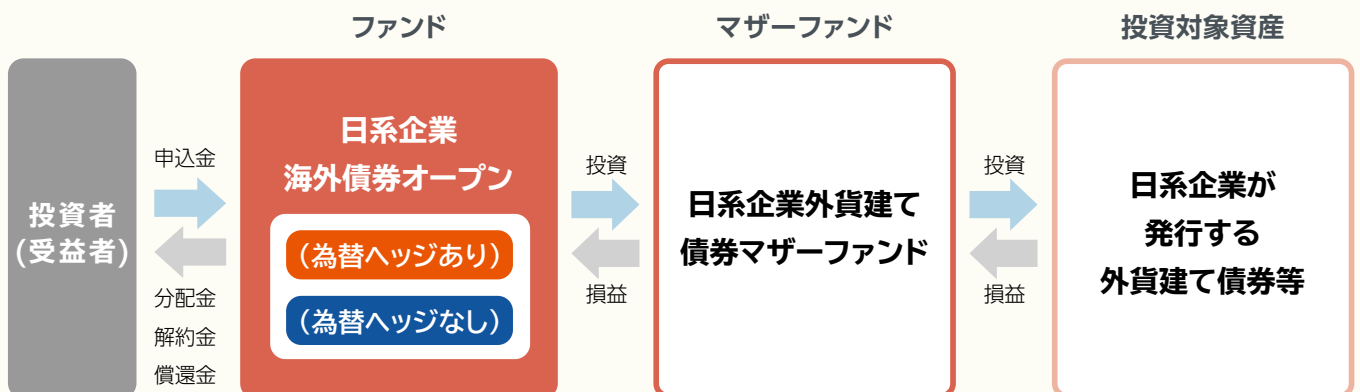 ファンド
マザーファンド
投資対象資産
投資者
(受益者)
申込金
分配金
解約金
償還金
日系企業
海外債券オープン
(為替ヘッジあり)
(為替ヘッジなし)
投資
損益
日系企業外貨建て
債券マザーファンド
投資
損益
日系企業が
発行する
外貨建て債券等